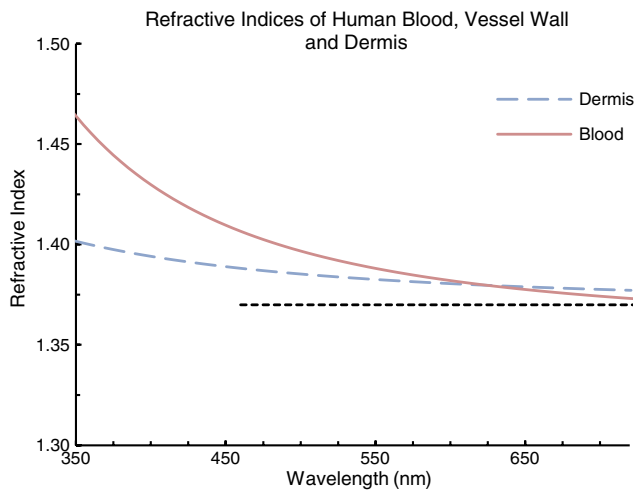 Refractive Indices of Human Blood, Vessel Wall
and Dermis
1.50
1.45
1.40
1.35
1.30
Refractive Index
Dermis
Blood
350
450
550
650
Wavelength (nm)